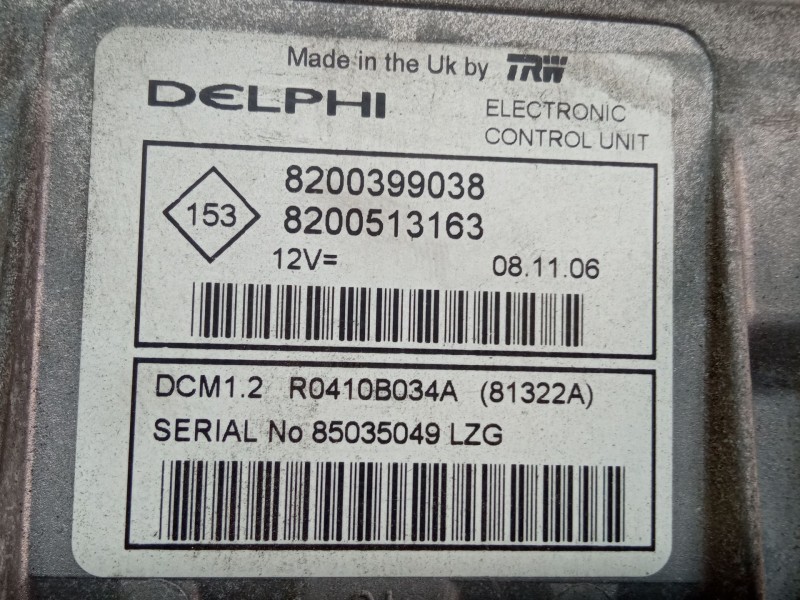 Made in the Uk by TRW
DELPHI
ELECTRONIC
CONTROL UNIT
153
8200399038
8200513163
12V=
08.11.06
DCM1.2 R0410B034A (81322A)
SERIAL No 85035049 LZG